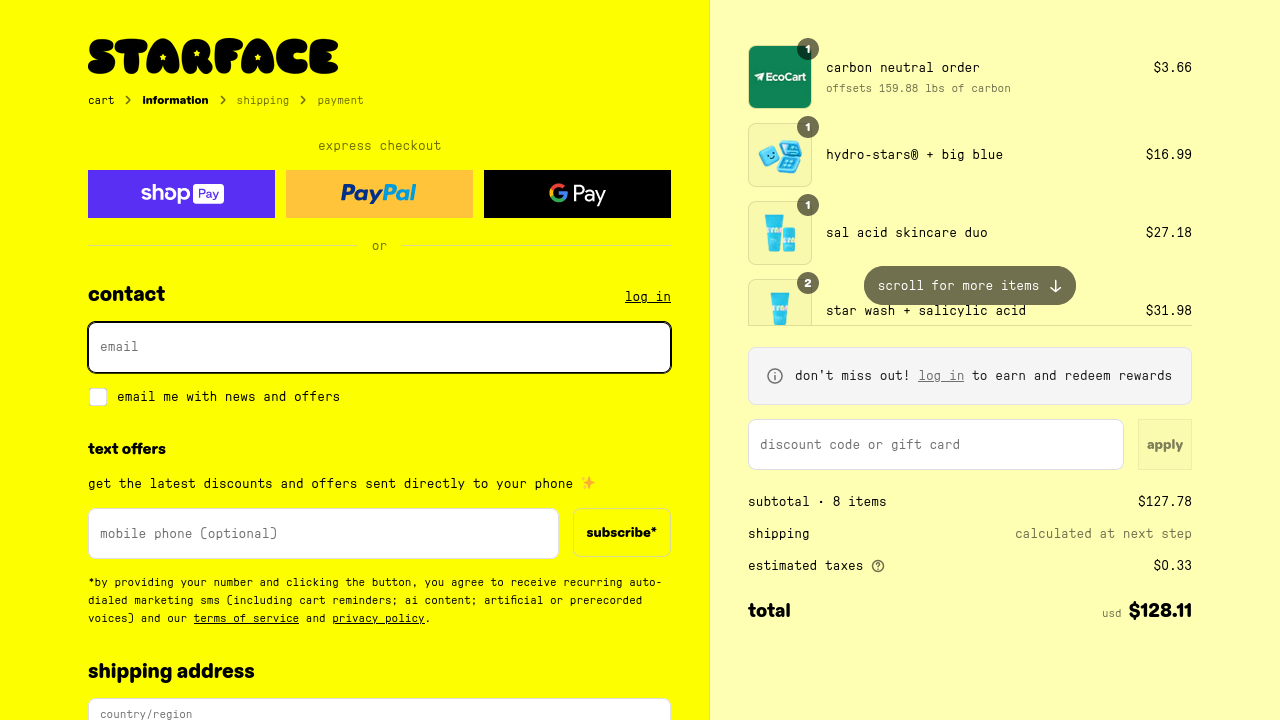 STARFACE
cart > information > shipping > payment
express checkout
shop Pay
PayPal
G Pay
or
contact
log in
email
email me with news and offers
text offers
get the latest discounts and offers sent directly to your phone ✨
mobile phone (optional)
subscribe*
*by providing your number and clicking the button, you agree to receive recurring auto-
dialed marketing sms (including cart reminders; ai content; artificial or prerecorded
voices) and our terms of service and privacy policy.
shipping address
country/region
EcoCart
1
carbon neutral order
$3.66
offsets 159.88 lbs of carbon
1
hydro-stars® + big blue
$16.99
1
sal acid skincare duo
$27.18
scroll for more items ↓
2
star wash + salicylic acid
$31.98
don't miss out! log in to earn and redeem rewards
discount code or gift card
apply
subtotal · 8 items
$127.78
shipping
calculated at next step
estimated taxes
$0.33
total
usd $128.11